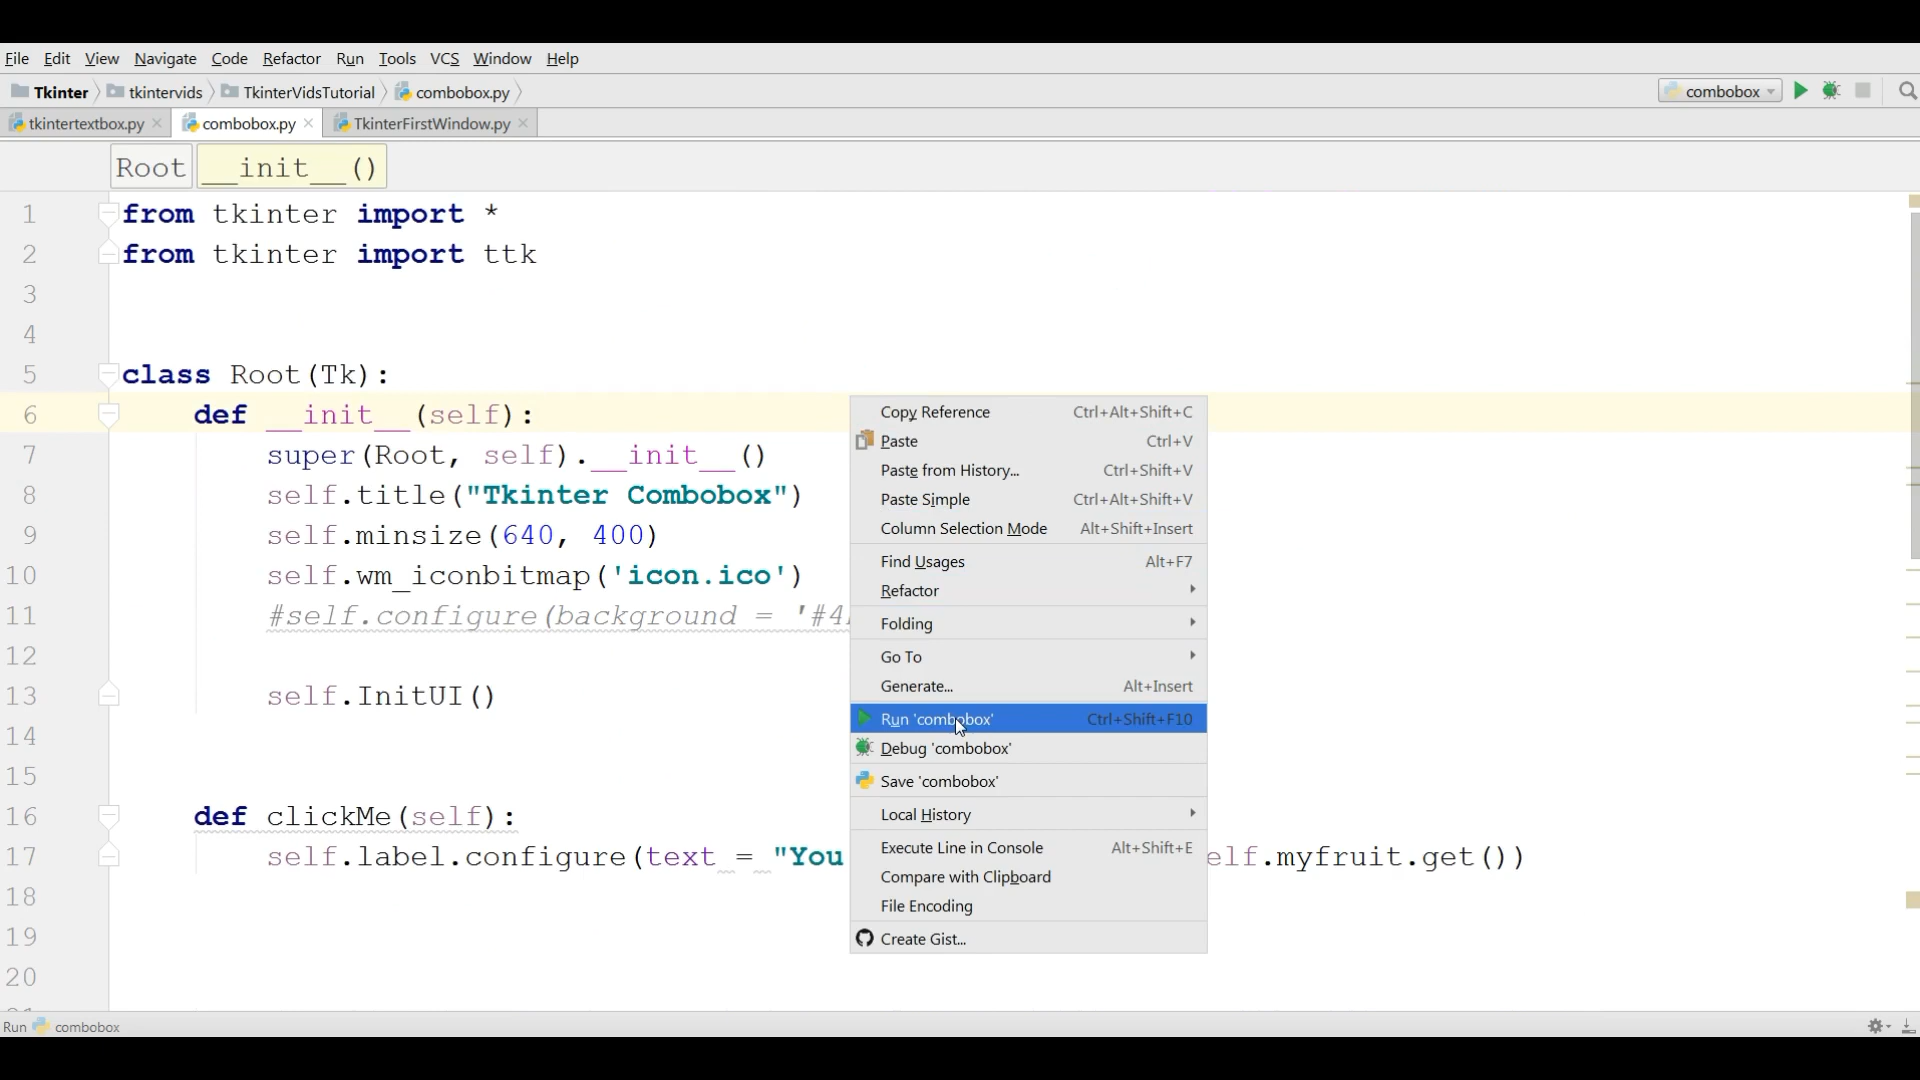 File Edit View Navigate Code Refactor Run Tools VCS Window Help
Tkinter tkintervids TkinterVidsTutorial combobox.py combobox
tkintertextbox.py combobox.py TkinterFirstWindow.py
Root __init__()
1 from tkinter import *
2 from tkinter import ttk
3
4
5 class Root(Tk):
6 def __init__(self):
7 super(Root, self).__init__()
8 self.title("Tkinter Combobox")
9 self.minsize(640, 400)
10 self.wm_iconbitmap('icon.ico')
11 #self.configure(background = '#4
12
13 self.InitUI()
14
15
16 def clickMe(self):
17 self.label.configure(text = "You elf.myfruit.get())
18
19
20
Copy Reference Ctrl+Alt+Shift+C
Paste Ctrl+V
Paste from History... Ctrl+Shift+V
Paste Simple Ctrl+Alt+Shift+V
Column Selection Mode Alt+Shift+Insert
Find Usages Alt+F7
Refactor
Folding
Go To
Generate... Alt+Insert
Run 'combobox' Ctrl+Shift+F10
Debug 'combobox'
Save 'combobox'
Local History
Execute Line in Console Alt+Shift+E
Compare with Clipboard
File Encoding
Create Gist...
Run combobox